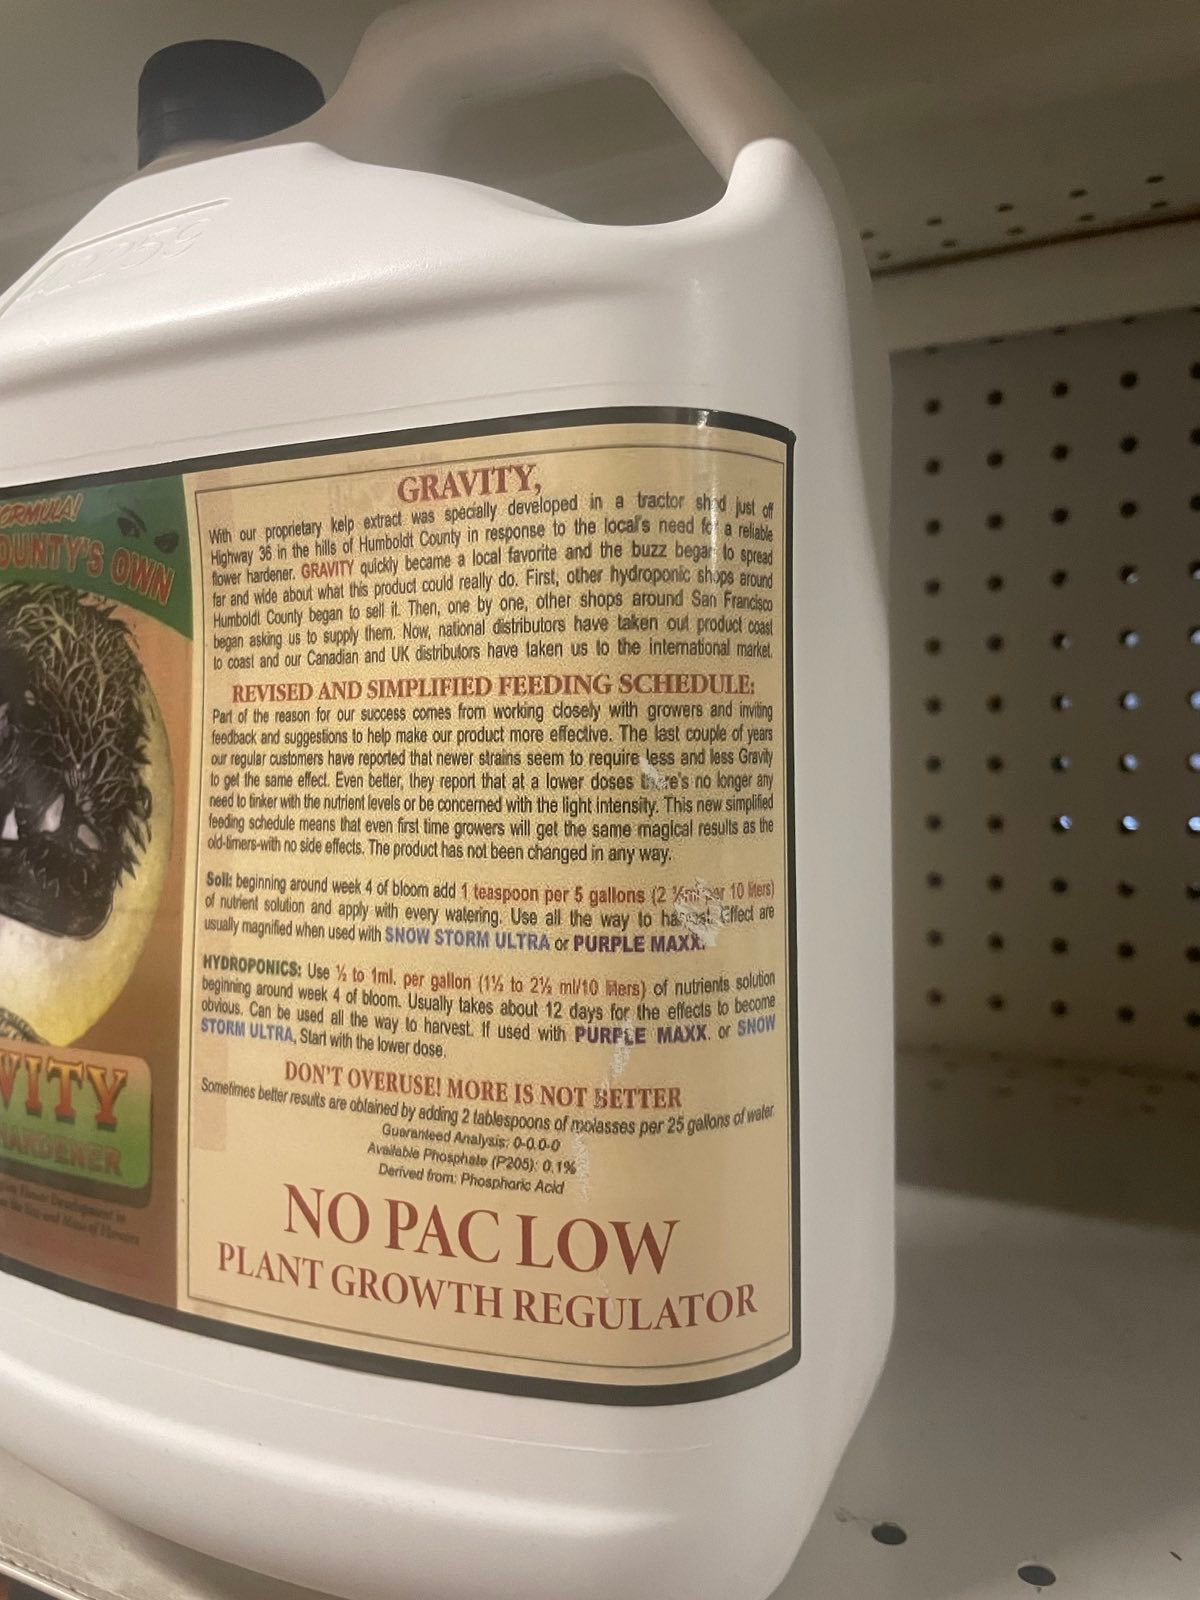 ORMULA!
OUNTY'S OWN
VITY
HARDENER
GRAVITY,
With our proprietary kelp extract was specially developed in a tractor shed just off
Highway 36 in the hills of Humboldt County in response to the local's need for a reliable
flower hardener. GRAVITY quickly became a local favorite and the buzz began to spread
far and wide about what this product could really do. First, other hydroponic shops around
Humboldt County began to sell it. Then, one by one, other shops around San Francisco
began asking us to supply them. Now, national distributors have taken out product coast
to coast and our Canadian and UK distributors have taken us to the international market.
REVISED AND SIMPLIFIED FEEDING SCHEDULE:
Part of the reason for our success comes from working closely with growers and inviting
feedback and suggestions to help make our product more effective. The last couple of years
our regular customers have reported that newer strains seem to require less and less Gravity
to get the same effect. Even better, they report that at a lower doses there's no longer any
need to tinker with the nutrient levels or be concerned with the light intensity. This new simplified
feeding schedule means that even first time growers will get the same magical results as the
old-timers-with no side effects. The product has not been changed in any way.
Soil: beginning around week 4 of bloom add 1 teaspoon per 5 gallons (2 ml per 10 liters)
of nutrient solution and apply with every watering. Use all the way to harvest. Effect are
usually magnified when used with SNOW STORM ULTRA or PURPLE MAXX.
HYDROPONICS: Use ½ to 1ml. per gallon (1½ to 2½ ml/10 liters) of nutrients solution
beginning around week 4 of bloom. Usually takes about 12 days for the effects to become
obvious. Can be used all the way to harvest. If used with PURPLE MAXX. or SNOW
STORM ULTRA, Start with the lower dose.
DON'T OVERUSE! MORE IS NOT BETTER
Sometimes better results are obtained by adding 2 tablespoons of molasses per 25 gallons of water
Guaranteed Analysis: 0-0.0-0
Available Phosphate (P205): 0.1%
Derived from: Phosphoric Acid
NO PAC LOW
PLANT GROWTH REGULATOR